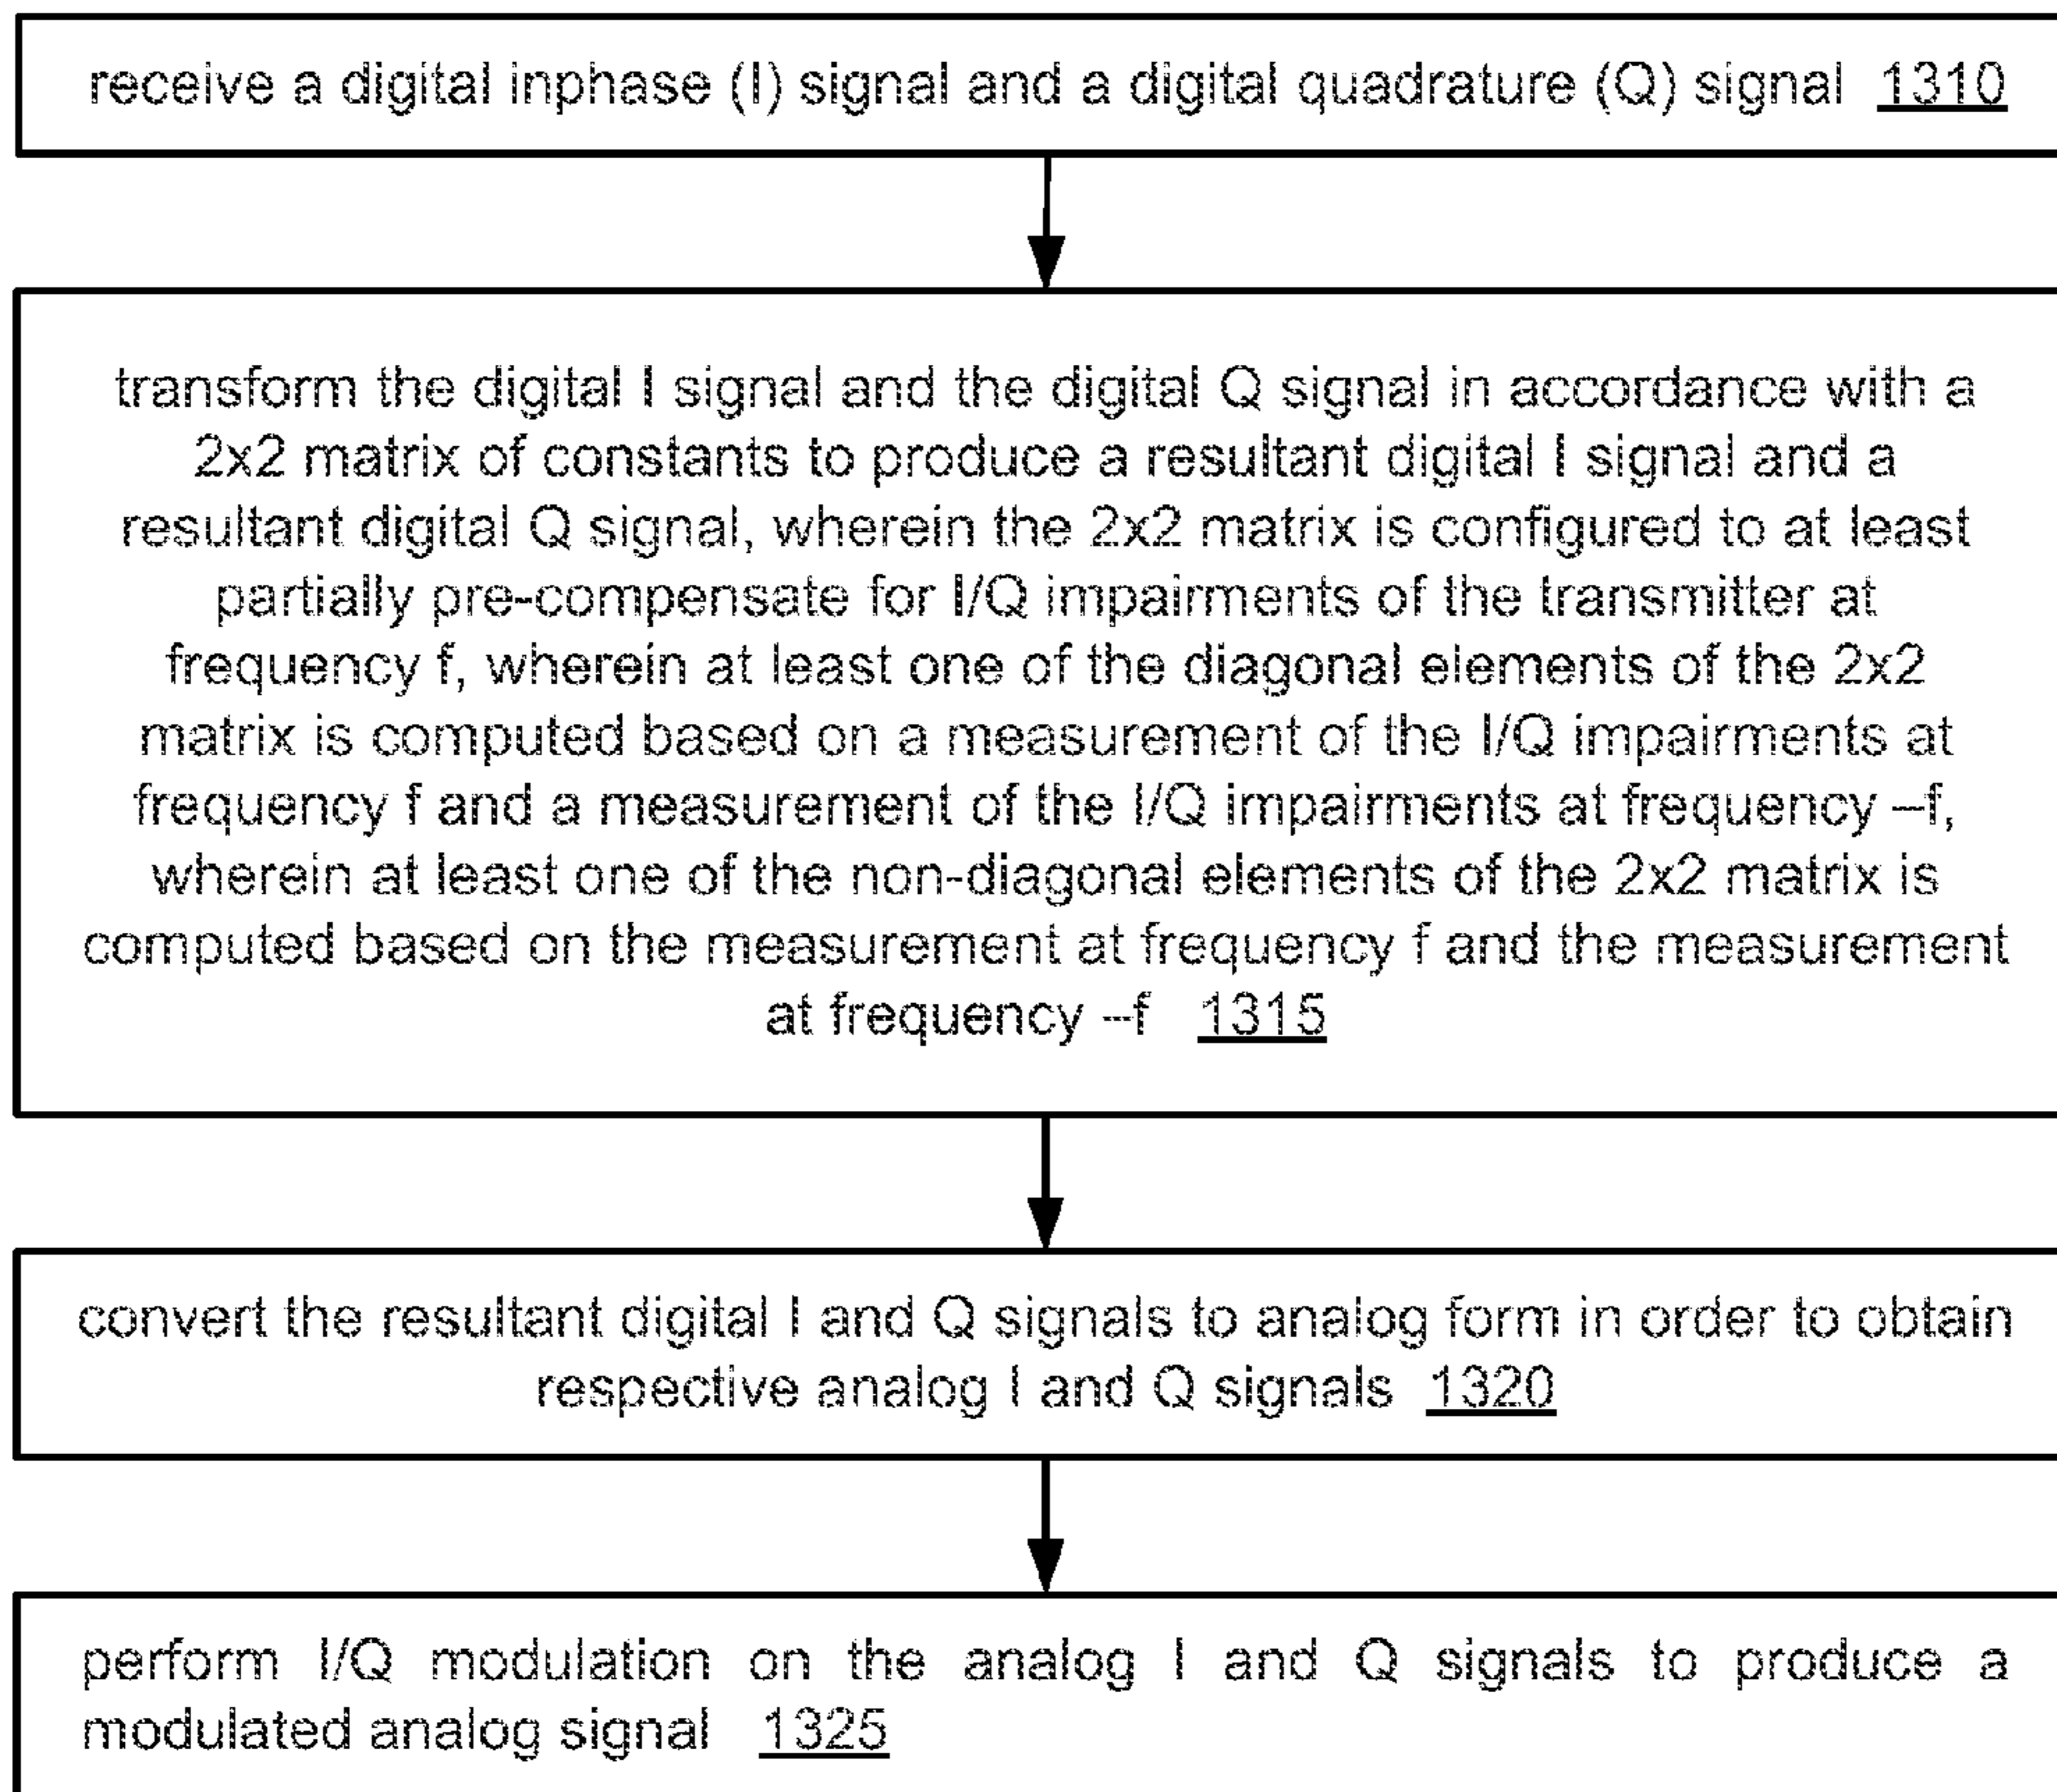 receive a digital inphase (I) signal and a digital quadrature (Q) signal 1310
transform the digital I signal and the digital Q signal in accordance with a
2x2 matrix of constants to produce a resultant digital I signal and a
resultant digital Q signal, wherein the 2x2 matrix is configured to at least
partially pre-compensate for I/Q impairments of the transmitter at
frequency f, wherein at least one of the diagonal elements of the 2x2
matrix is computed based on a measurement of the I/Q impairments at
frequency f and a measurement of the I/Q impairments at frequency –f,
wherein at least one of the non-diagonal elements of the 2x2 matrix is
computed based on the measurement at frequency f and the measurement
at frequency –f 1315
convert the resultant digital I and Q signals to analog form in order to obtain
respective analog I and Q signals 1320
perform I/Q modulation on the analog I and Q signals to produce a
modulated analog signal 1325